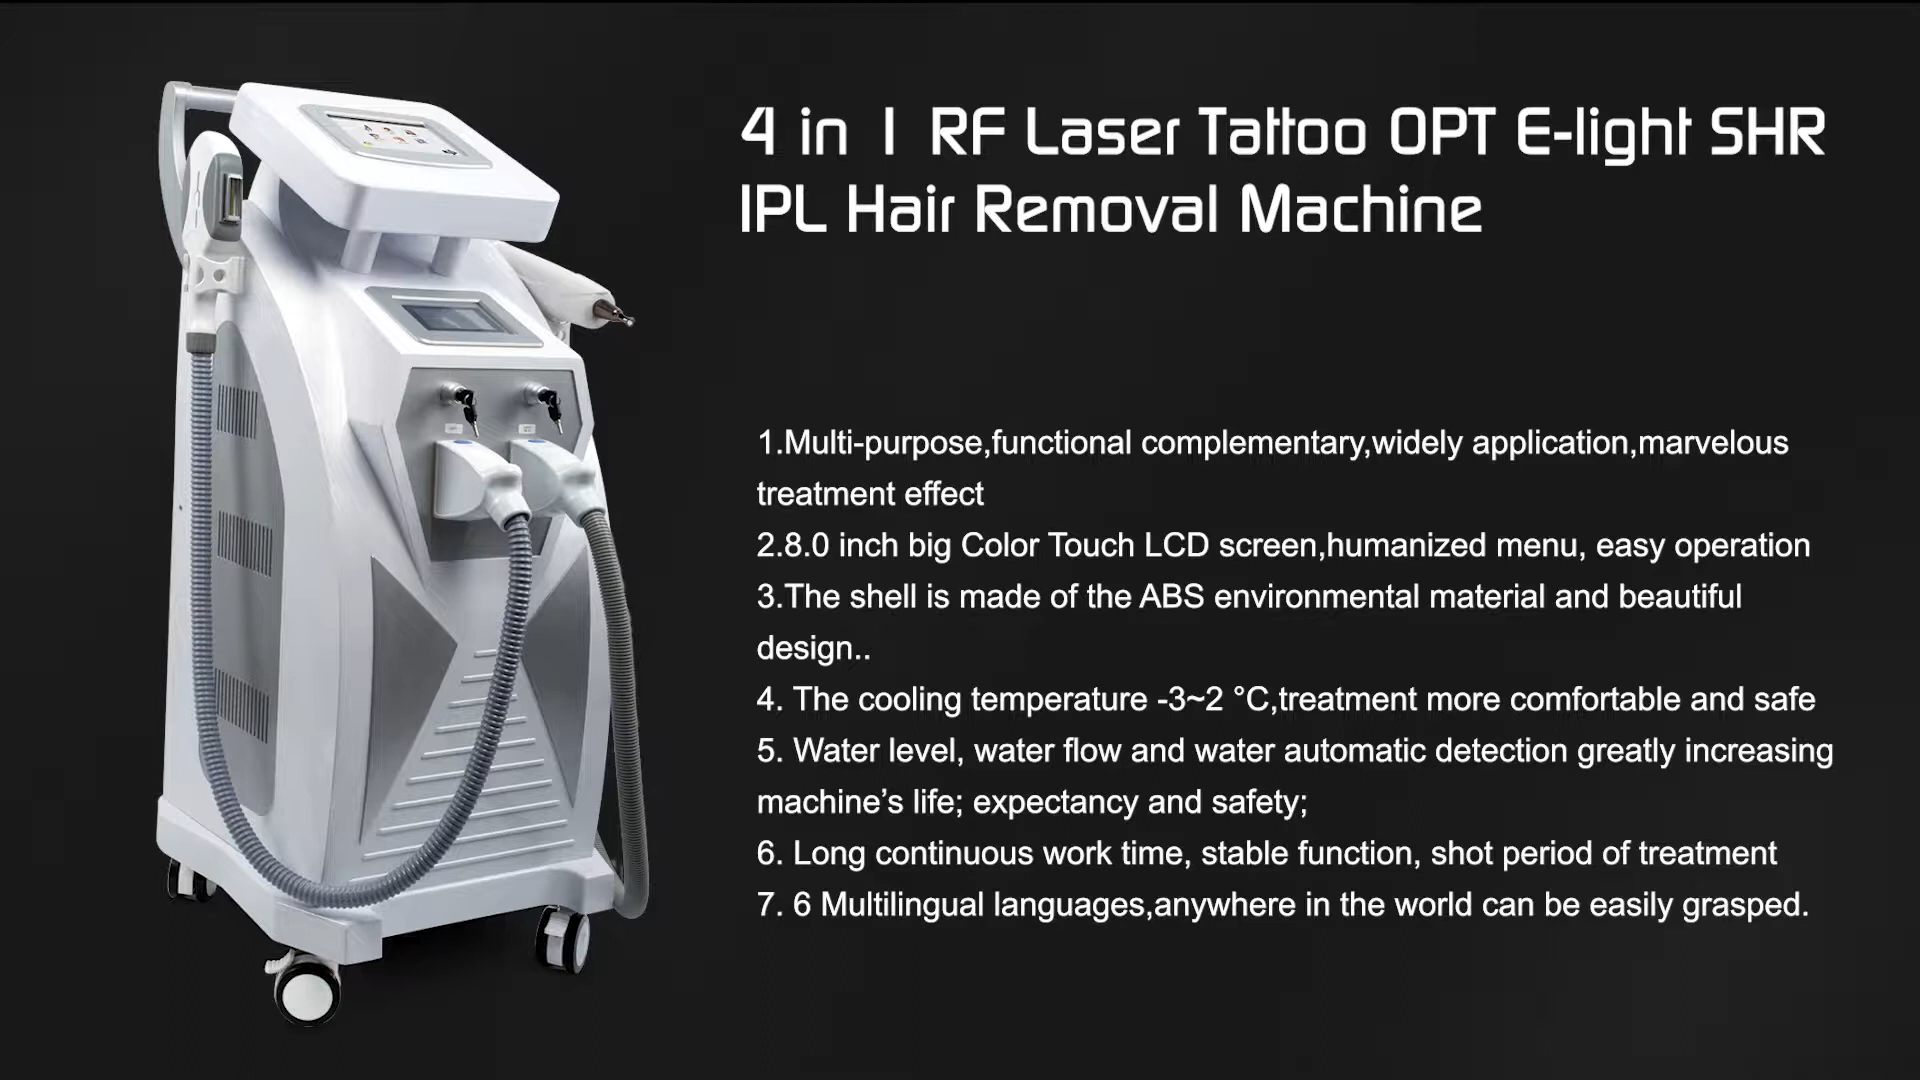 4 in 1 RF Laser Tattoo OPT E-light SHR
IPL Hair Removal Machine
1.Multi-purpose,functional complementary,widely application,marvelous
treatment effect
2.8.0 inch big Color Touch LCD screen,humanized menu, easy operation
3.The shell is made of the ABS environmental material and beautiful
design..
4. The cooling temperature -3~2 °C,treatment more comfortable and safe
5. Water level, water flow and water automatic detection greatly increasing
machine’s life; expectancy and safety;
6. Long continuous work time, stable function, shot period of treatment
7. 6 Multilingual languages,anywhere in the world can be easily grasped.